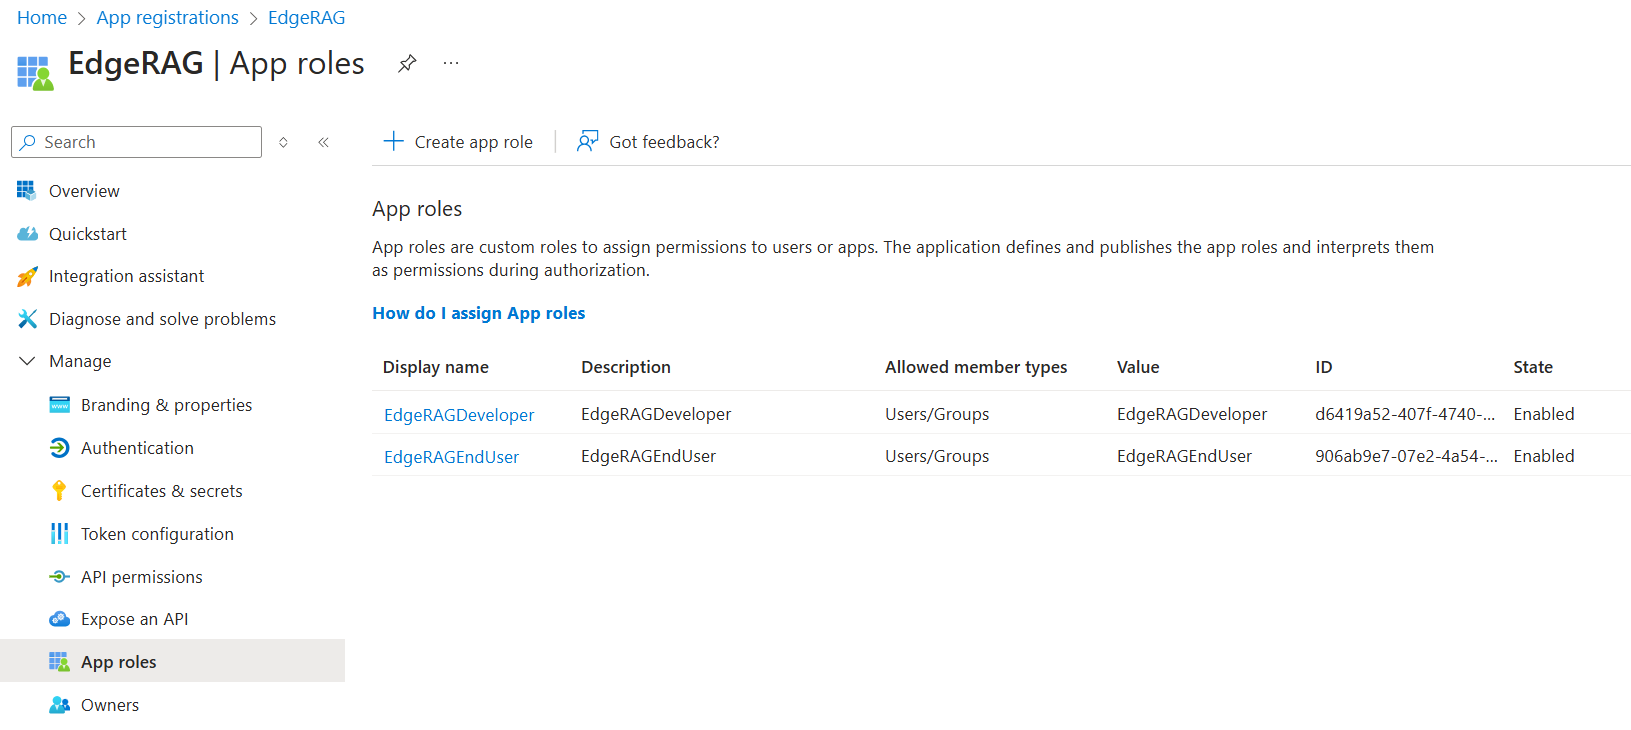 Home > App registrations > EdgeRAG
EdgeRAG | App roles
Search
Create app role
Got feedback?
Overview
Quickstart
Integration assistant
Diagnose and solve problems
Manage
Branding & properties
Authentication
Certificates & secrets
Token configuration
API permissions
Expose an API
App roles
Owners
App roles
App roles are custom roles to assign permissions to users or apps. The application defines and publishes the app roles and interprets them
as permissions during authorization.
How do I assign App roles
Display name Description Allowed member types Value ID State
EdgeRAGDeveloper EdgeRAGDeveloper Users/Groups EdgeRAGDeveloper d6419a52-407f-4740-... Enabled
EdgeRAGEndUser EdgeRAGEndUser Users/Groups EdgeRAGEndUser 906ab9e7-07e2-4a54-... Enabled